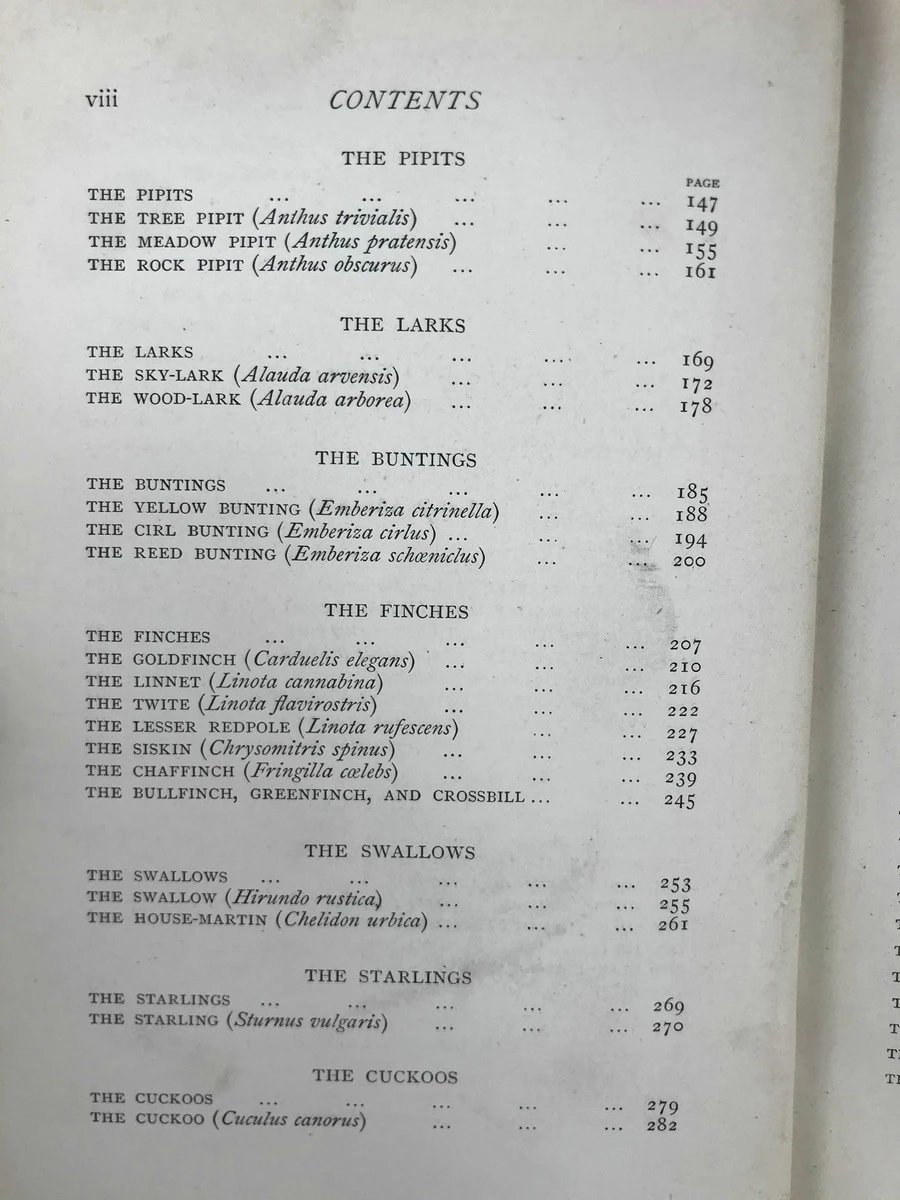 viii CONTENTS
THE PIPITS
PAGE
THE PIPITS ... ... ... ... ... 147
THE TREE PIPIT (Anthus trivialis) ... ... ... 149
THE MEADOW PIPIT (Anthus pratensis) ... ... 155
THE ROCK PIPIT (Anthus obscurus) ... ... ... 161
THE LARKS
THE LARKS ... ... ... ... ... 169
THE SKY-LARK (Alauda arvensis) ... ... ... 172
THE WOOD-LARK (Alauda arborea) ... ... ... 178
THE BUNTINGS
THE BUNTINGS ... ... ... ... ... 185
THE YELLOW BUNTING (Emberiza citrinella) ... ... 188
THE CIRL BUNTING (Emberiza cirlus) ... ... ... 194
THE REED BUNTING (Emberiza schœniclus) ... ... 200
THE FINCHES
THE FINCHES ... ... ... ... ... 207
THE GOLDFINCH (Carduelis elegans) ... ... ... 210
THE LINNET (Linota cannabina) ... ... ... 216
THE TWITE (Linota flavirostris) ... ... ... 222
THE LESSER REDPOLE (Linota rufescens) ... ... 227
THE SISKIN (Chrysomitris spinus) ... ... ... 233
THE CHAFFINCH (Fringilla cœlebs) ... ... ... 239
THE BULLFINCH, GREENFINCH, AND CROSSBILL ... ... 245
THE SWALLOWS
THE SWALLOWS ... ... ... ... ... 253
THE SWALLOW (Hirundo rustica) ... ... ... 255
THE HOUSE-MARTIN (Chelidon urbica) ... ... ... 261
THE STARLINGS
THE STARLINGS ... ... ... ... ... 269
THE STARLING (Sturnus vulgaris) ... ... ... 270
THE CUCKOOS
THE CUCKOOS ... ... ... ... ... 279
THE CUCKOO (Cuculus canorus) ... ... ... 282